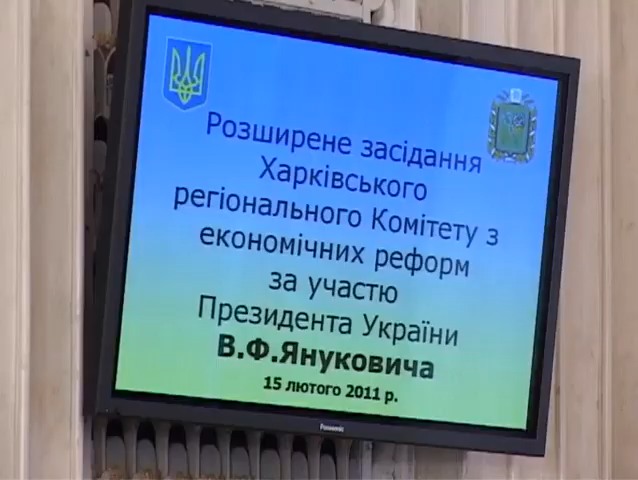 Розширене засідання
Харківського
регіонального Комітету з
економічних реформ
за участю
Президента України
В.Ф.Януковича
15 лютого 2011 р.
Panasonic